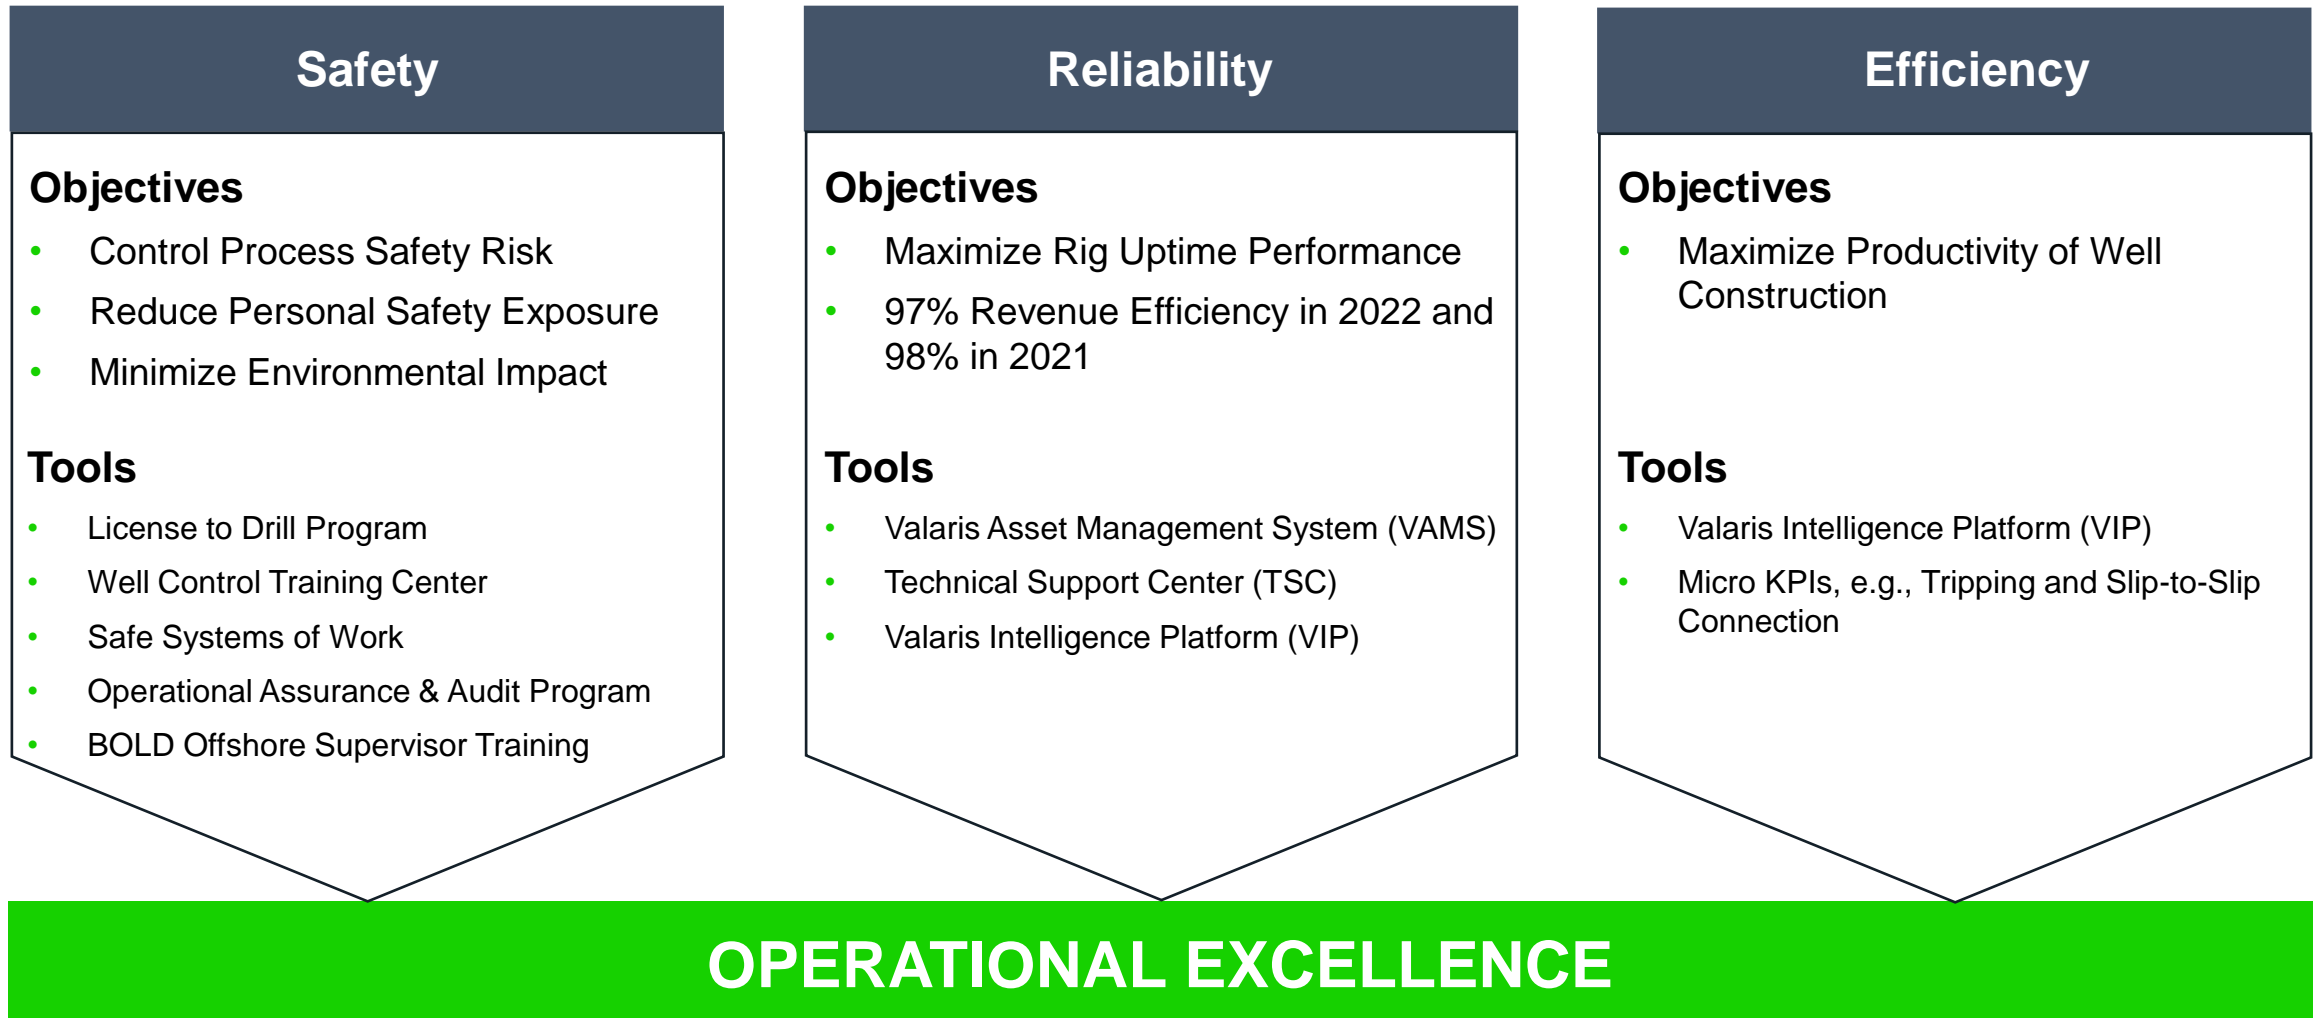 Safety
Objectives
• Control Process Safety Risk
• Reduce Personal Safety Exposure
• Minimize Environmental Impact
Tools
• License to Drill Program
• Well Control Training Center
• Safe Systems of Work
• Operational Assurance & Audit Program
• BOLD Offshore Supervisor Training
Reliability
Objectives
• Maximize Rig Uptime Performance
• 97% Revenue Efficiency in 2022 and
98% in 2021
Tools
• Valaris Asset Management System (VAMS)
• Technical Support Center (TSC)
• Valaris Intelligence Platform (VIP)
Efficiency
Objectives
• Maximize Productivity of Well
Construction
Tools
• Valaris Intelligence Platform (VIP)
• Micro KPIs, e.g., Tripping and Slip-to-Slip
Connection
OPERATIONAL EXCELLENCE